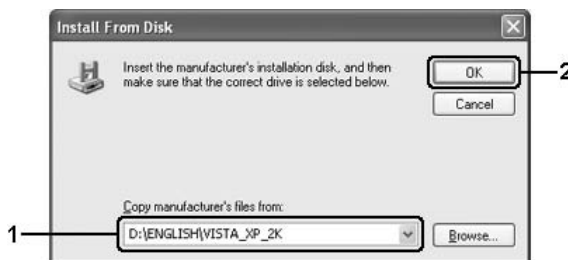 Install From Disk
Insert the manufacturer's installation disk, and then
make sure that the correct drive is selected below.
OK
2
Cancel
Copy manufacturer's files from:
1
D:\ENGLISH\VISTA_XP_2K
Browse...